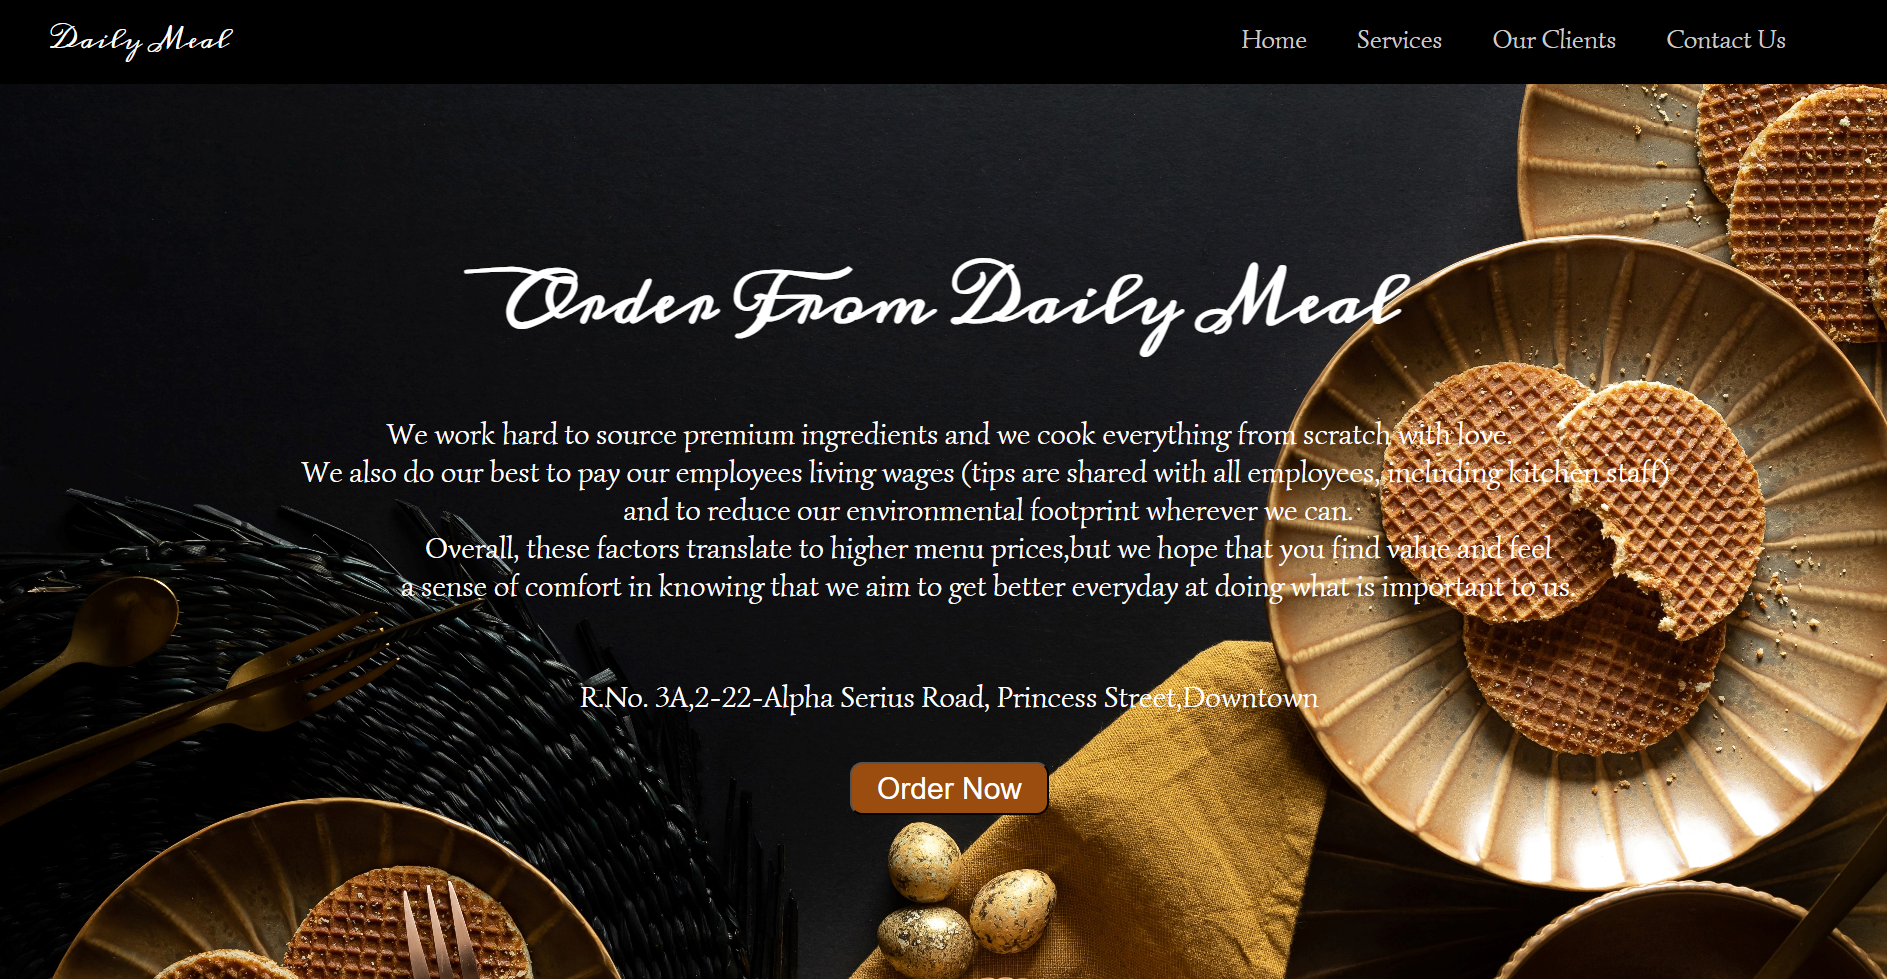 Daily Meal
Home Services Our Clients Contact Us
Order From Daily Meal
We work hard to source premium ingredients and we cook everything from scratch with love.
We also do our best to pay our employees living wages (tips are shared with all employees, including kitchen staff)
and to reduce our environmental footprint wherever we can.
Overall, these factors translate to higher menu prices,but we hope that you find value and feel
a sense of comfort in knowing that we aim to get better everyday at doing what is important to us.
R.No. 3A,2-22-Alpha Serius Road, Princess Street,Downtown
Order Now